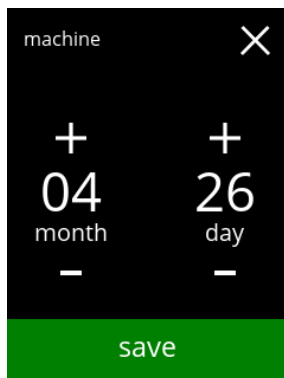 machine
+ +
04 26
month day
- -
save